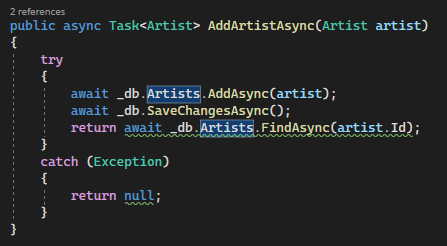 2 references
public async Task<Artist> AddArtistAsync(Artist artist)
{
    try
    {
        await _db.Artists.AddAsync(artist);
        await _db.SaveChangesAsync();
        return await _db.Artists.FindAsync(artist.Id);
    }
    catch (Exception)
    {
        return null;
    }
}